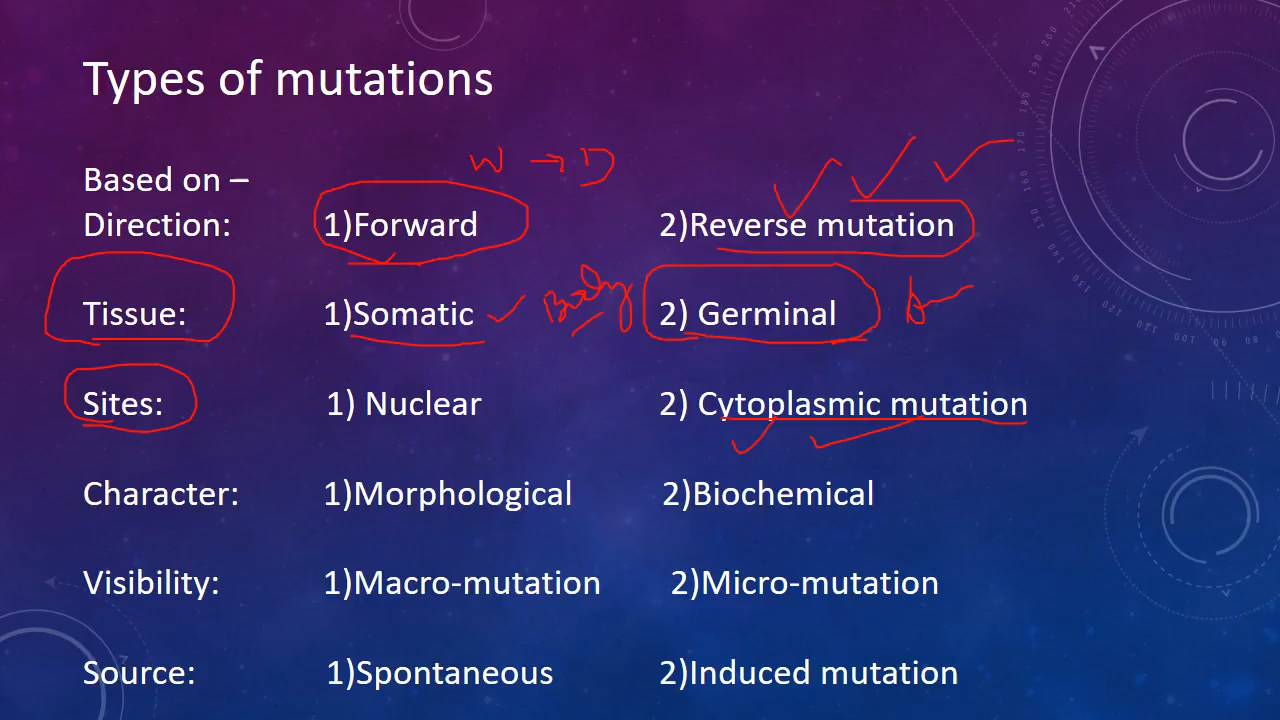 Types of mutations
W → D
Based on –
Direction: 1)Forward 2)Reverse mutation
Tissue: 1)Somatic Body 2) Germinal
Sites: 1) Nuclear 2) Cytoplasmic mutation
Character: 1)Morphological 2)Biochemical
Visibility: 1)Macro-mutation 2)Micro-mutation
Source: 1)Spontaneous 2)Induced mutation